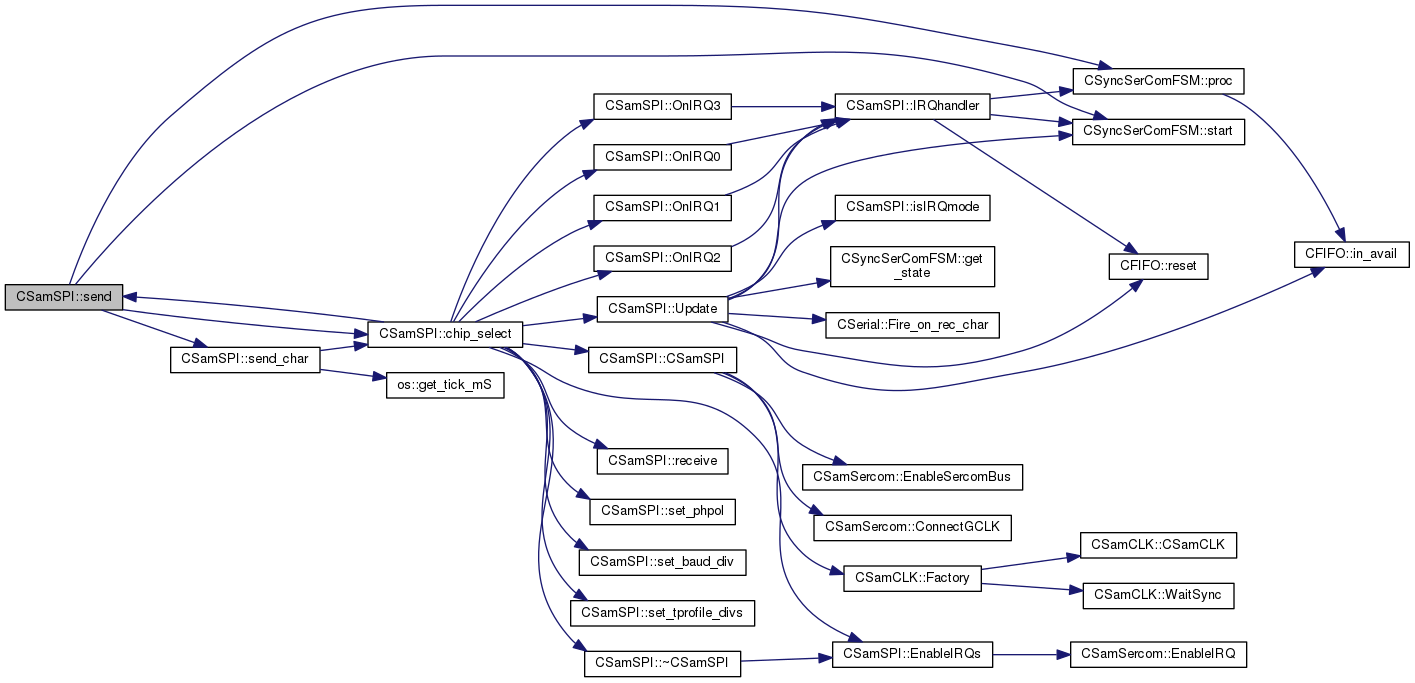 CSamSPI::send
CSamSPI::send_char
CSamSPI::chip_select
os::get_tick_mS
CSamSPI::OnIRQ3
CSamSPI::OnIRQ0
CSamSPI::OnIRQ1
CSamSPI::OnIRQ2
CSamSPI::Update
CSamSPI::CSamSPI
CSamSPI::receive
CSamSPI::set_phpol
CSamSPI::set_baud_div
CSamSPI::set_tprofile_divs
CSamSPI::~CSamSPI
CSamSPI::IRQhandler
CSamSPI::isIRQmode
CSyncSerComFSM::get
_state
CSerial::Fire_on_rec_char
CSamSercom::EnableSercomBus
CSamSercom::ConnectGCLK
CSamCLK::Factory
CSamSPI::EnableIRQs
CSyncSerComFSM::proc
CSyncSerComFSM::start
CFIFO::reset
CSamCLK::CSamCLK
CSamCLK::WaitSync
CSamSercom::EnableIRQ
CFIFO::in_avail